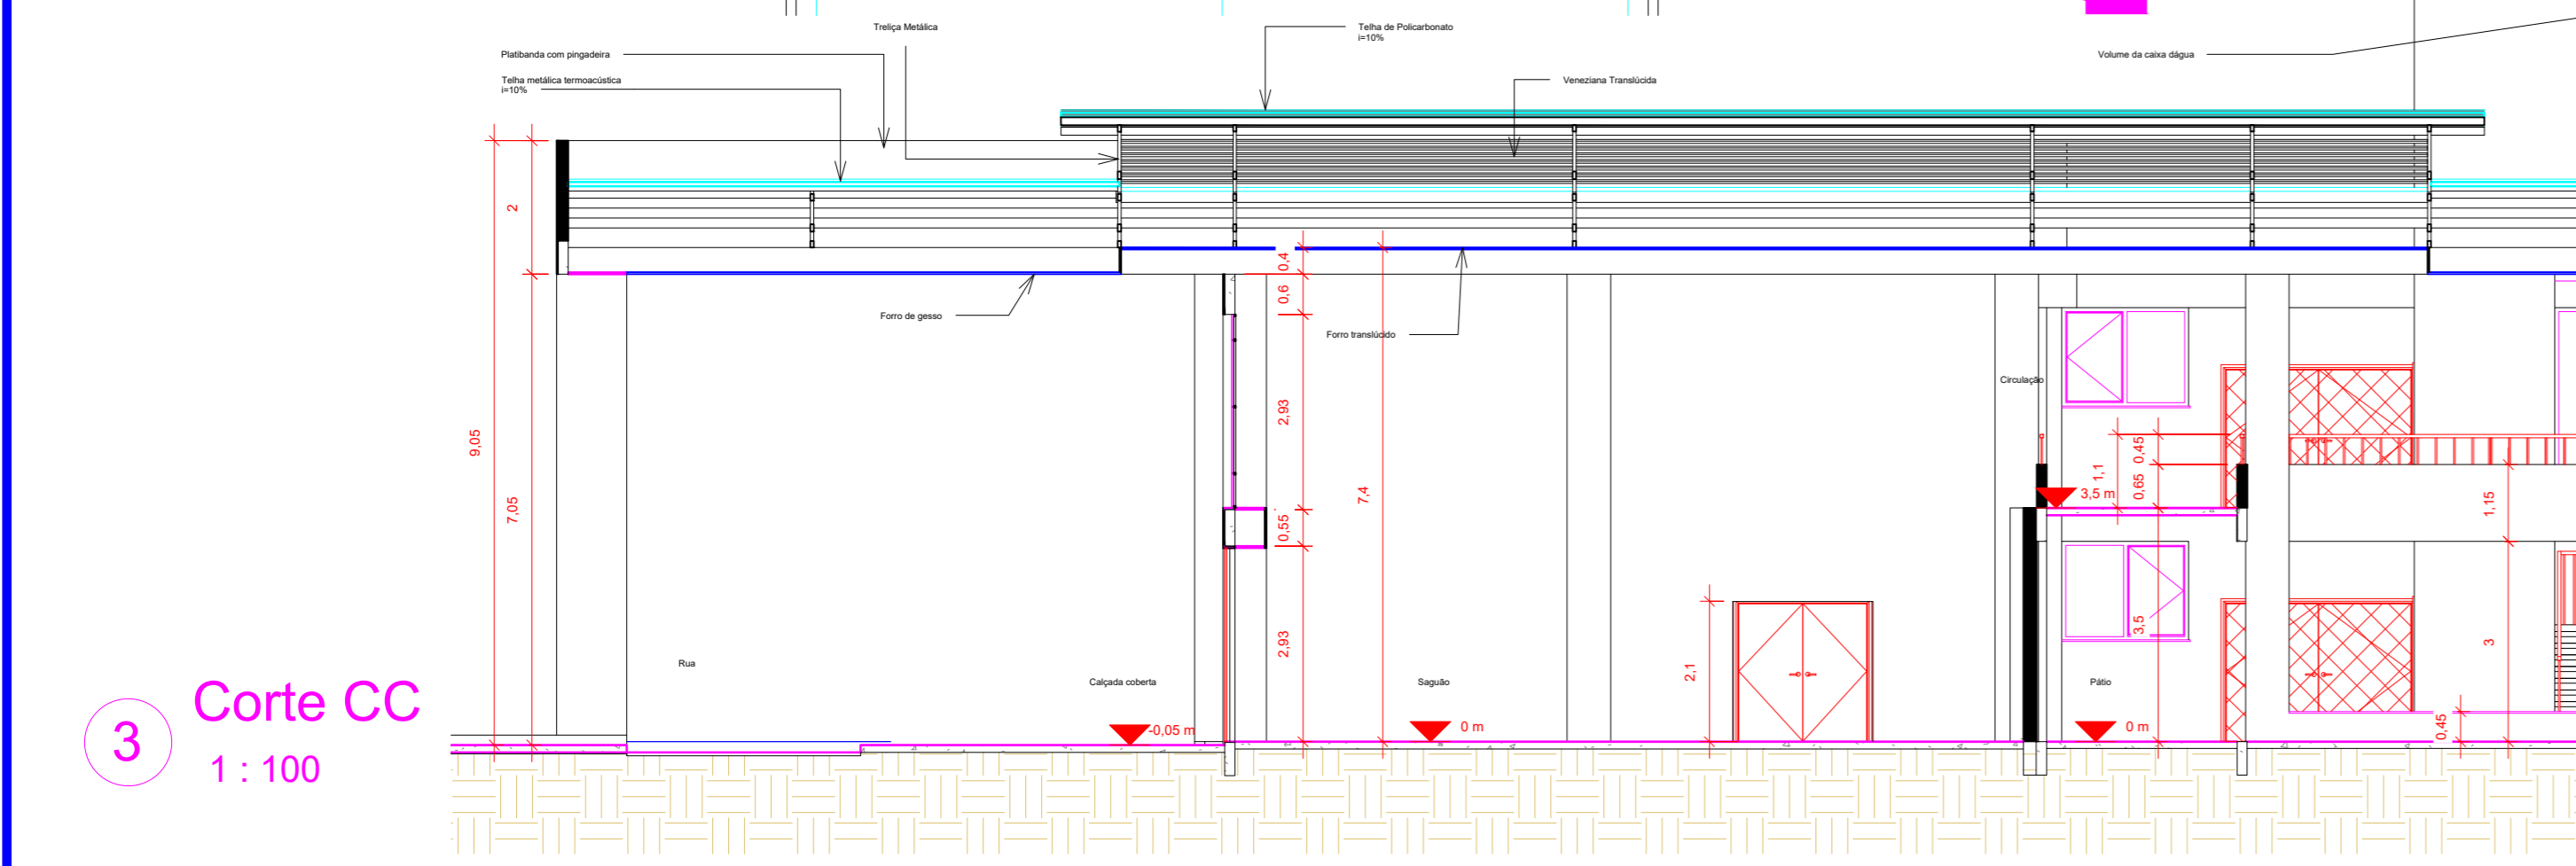 Treliça Metálica
Telha de Policarbonato
i=10%
Platibanda com pingadeira
Volume da caixa dágua
Telha metálica termoacústica
i=10%
Veneziana Translúcida
2
0,4
0,6
Forro de gesso
Forro translúcido
Circulação
2,93
9,05
7,05
7,4
0,55
1,1
0,45
0,65
3,5 m
1,15
2,93
3,5
3
2,1
Rua
Calçada coberta
Saguão
Pátio
-0,05 m
0 m
0 m
0,45
3
Corte CC
1 : 100